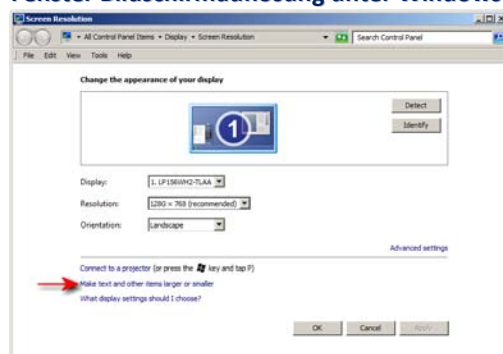 Fenster Bildschirmauflösung unter Windows
Screen Resolution
All Control Panel Items • Display • Screen Resolution
Search Control Panel
File Edit View Tools Help
Change the appearance of your display
1
Detect
Identify
Display: 1. LP156WH2-TLAA
Resolution: 1280 × 768 (recommended)
Orientation: Landscape
Advanced settings
Connect to a projector (or press the key and tap P)
Make text and other items larger or smaller
What display settings should I choose?
OK Cancel Apply